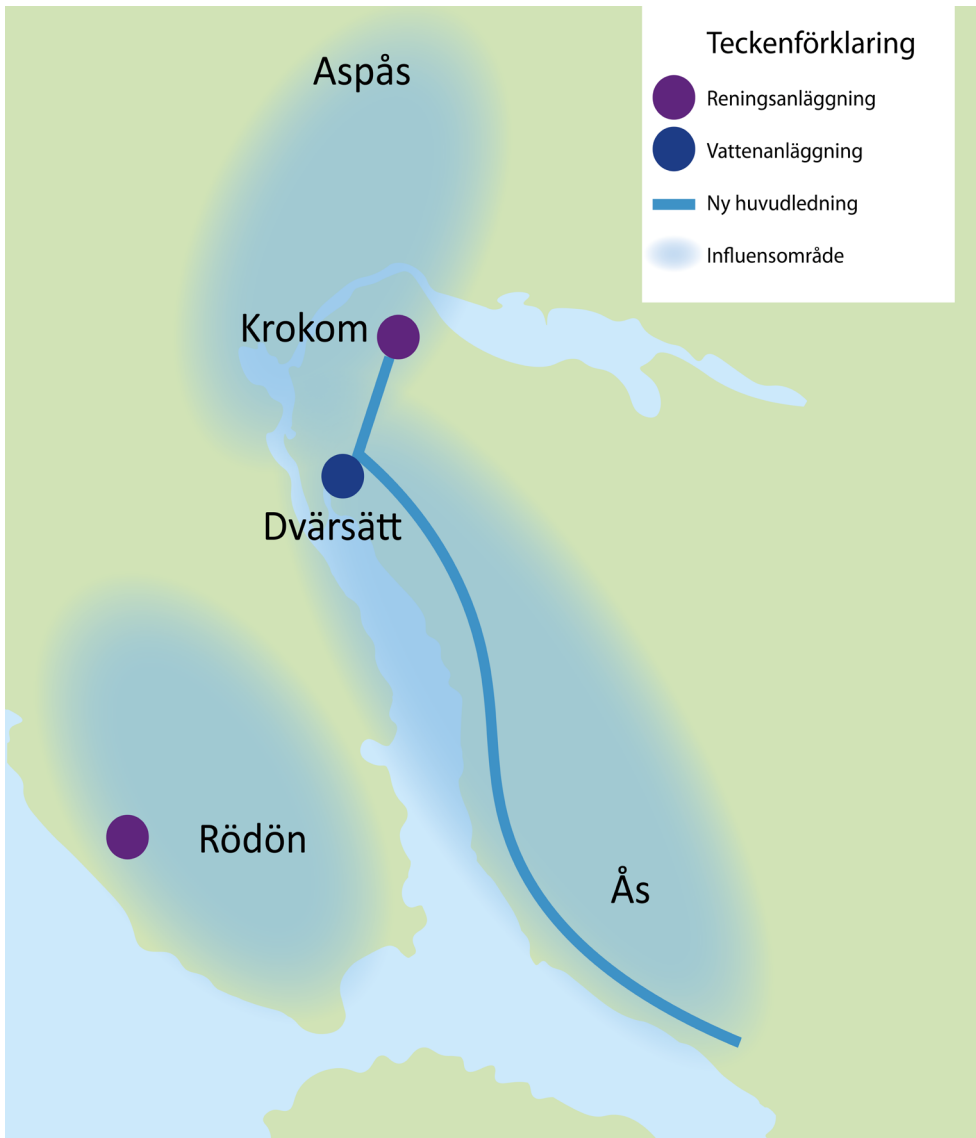 Teckenförklaring
Reningsanläggning
Vattenanläggning
Ny huvudledning
Influensområde
Aspås
Krokom
Dvärsätt
Rödön
Ås